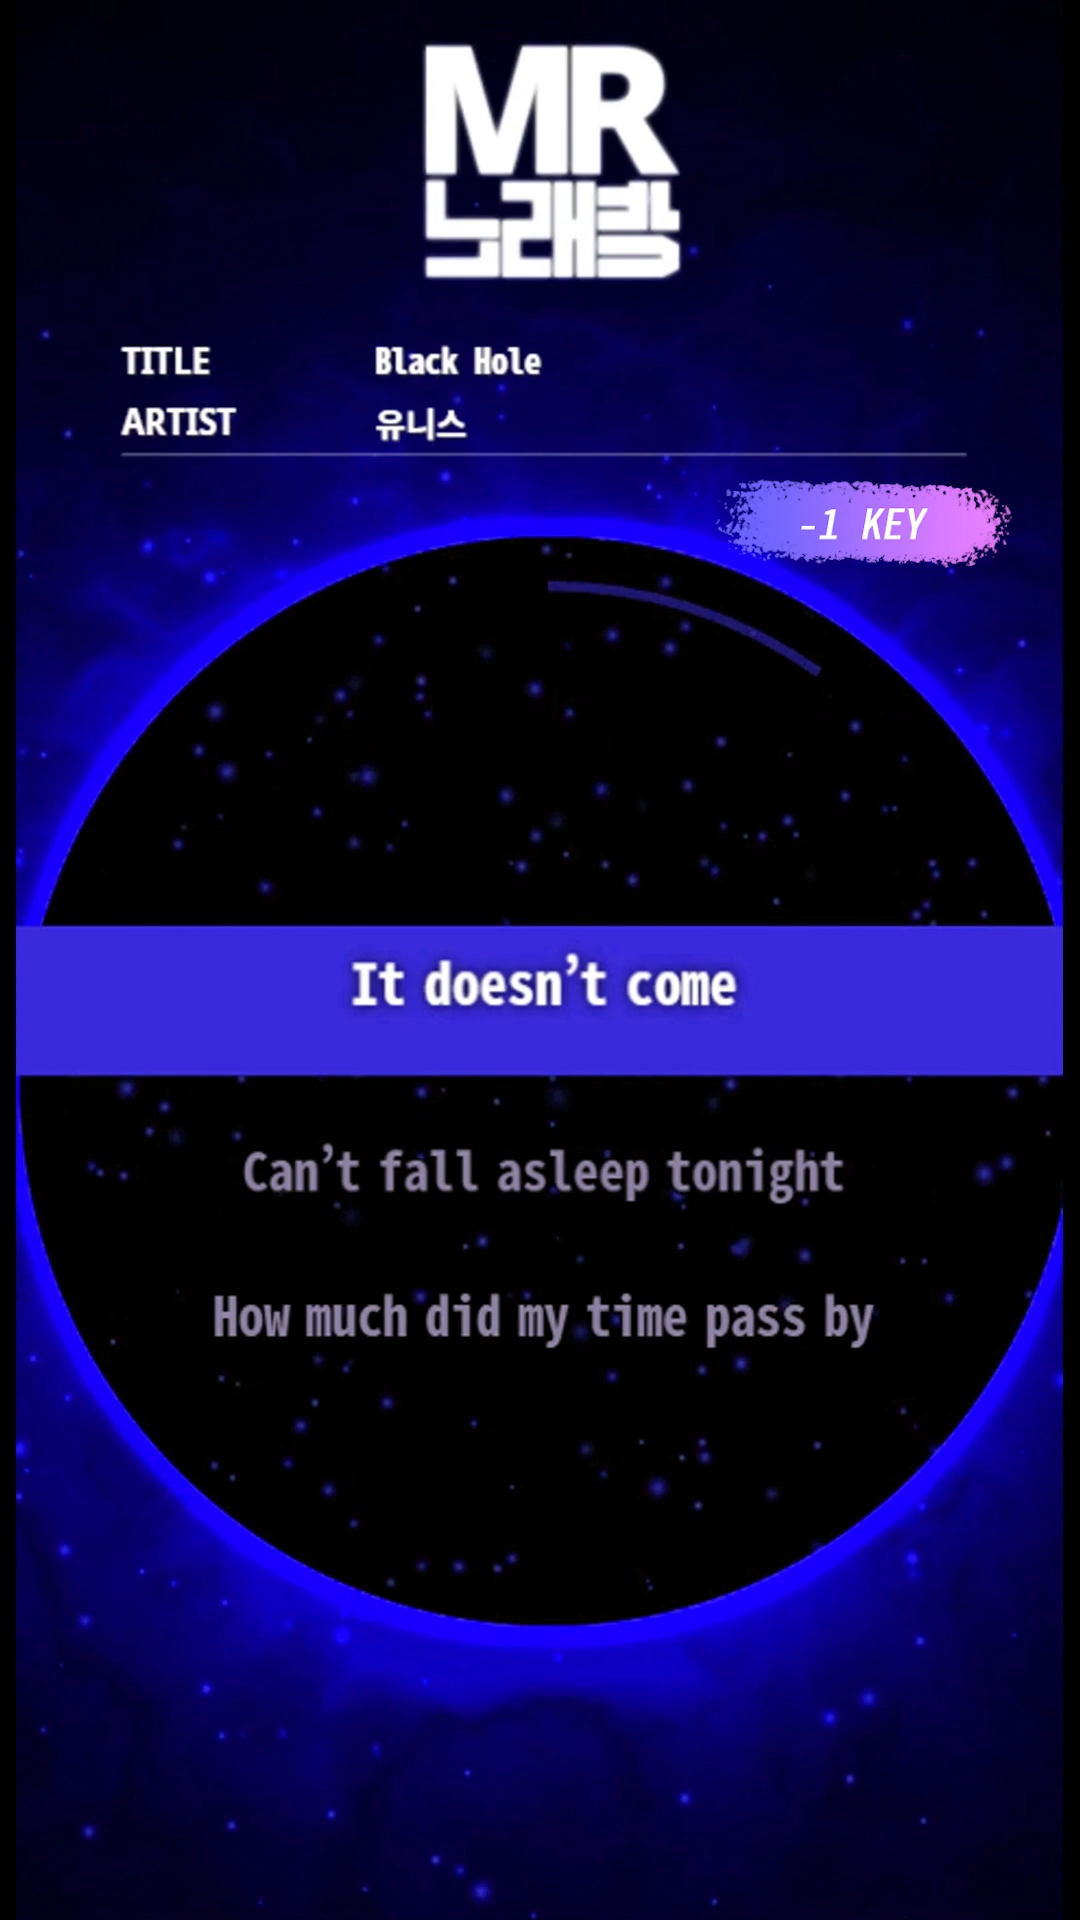 MR
노래방
TITLE Black Hole
ARTIST 유니스
-1 KEY
It doesn’t come
Can’t fall asleep tonight
How much did my time pass by